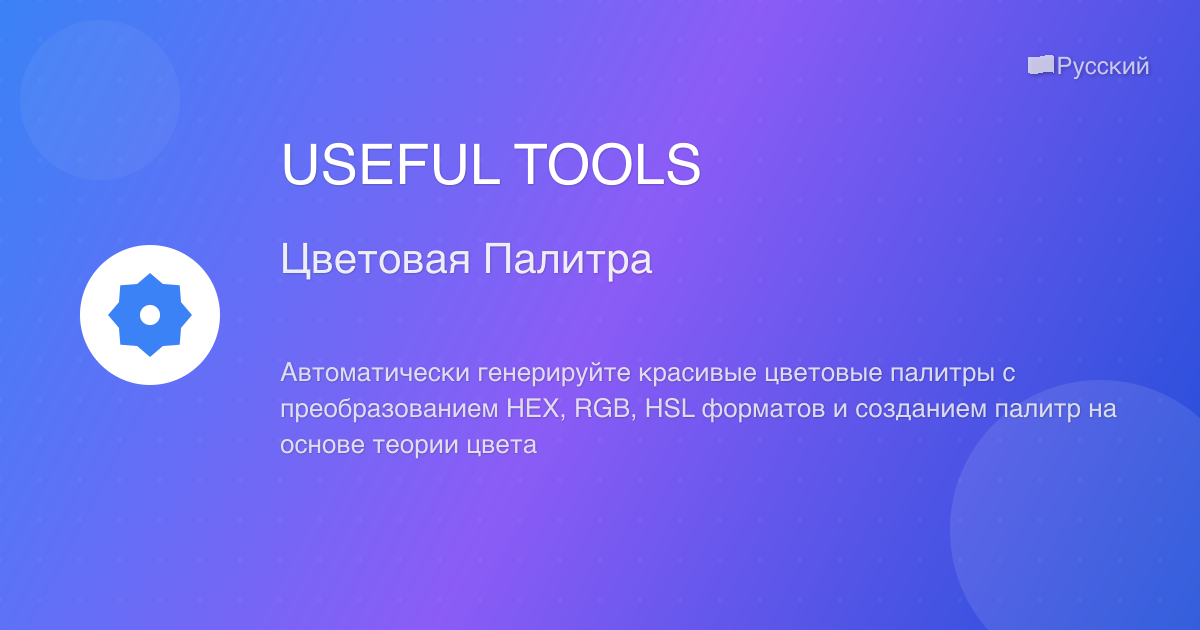 Русский
USEFUL TOOLS
Цветовая Палитра
Автоматически генерируйте красивые цветовые палитры с
преобразованием HEX, RGB, HSL форматов и созданием палитр на
основе теории цвета